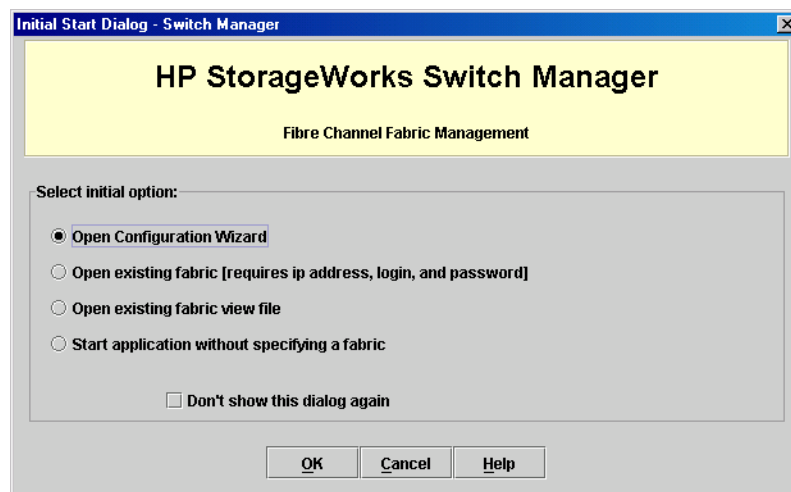 Initial Start Dialog - Switch Manager
HP StorageWorks Switch Manager
Fibre Channel Fabric Management
Select initial option:
Open Configuration Wizard
Open existing fabric [requires ip address, login, and password]
Open existing fabric view file
Start application without specifying a fabric
Don't show this dialog again
OK Cancel Help